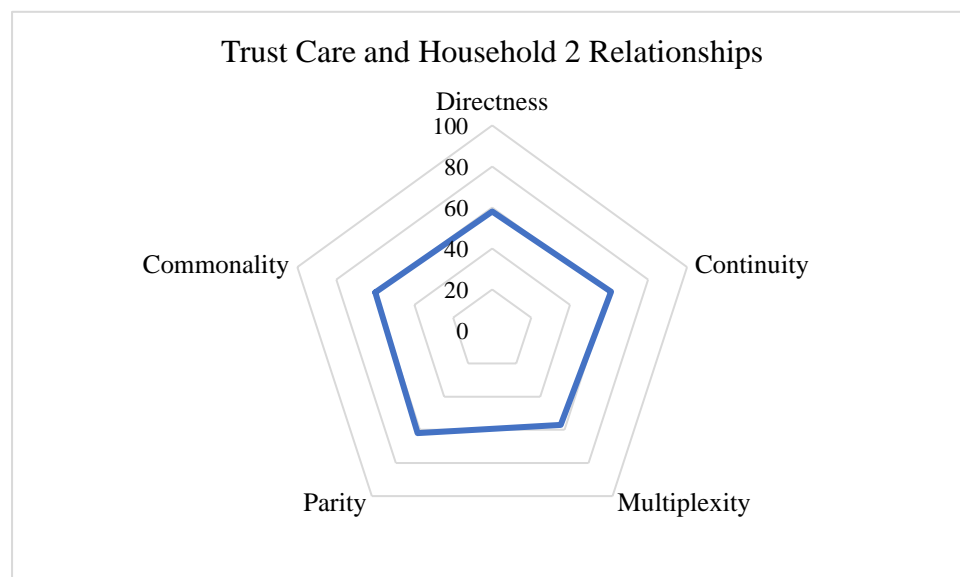 Trust Care and Household 2 Relationships
Directness
100
80
60
40
20
0
Commonality
Continuity
Parity
Multiplexity